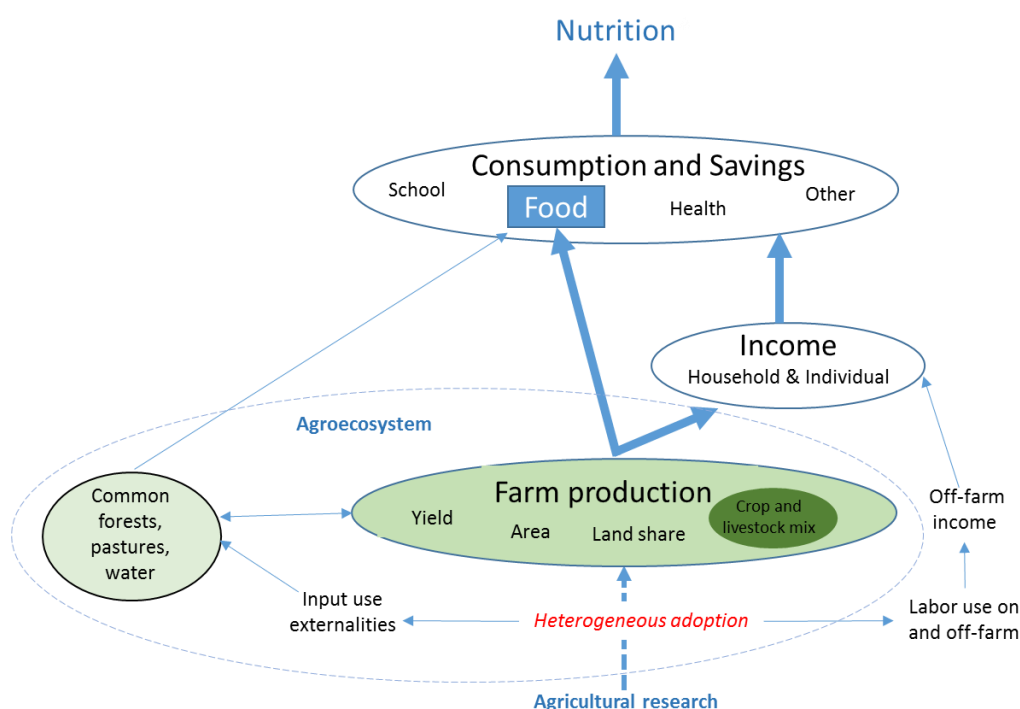 Nutrition
Consumption and Savings
School
Food
Health
Other
Income
Household & Individual
Agroecosystem
Common
forests,
pastures,
water
Farm production
Yield
Area
Land share
Crop and
livestock mix
Off-farm
income
Input use
externalities
Heterogeneous adoption
Labor use on
and off-farm
Agricultural research